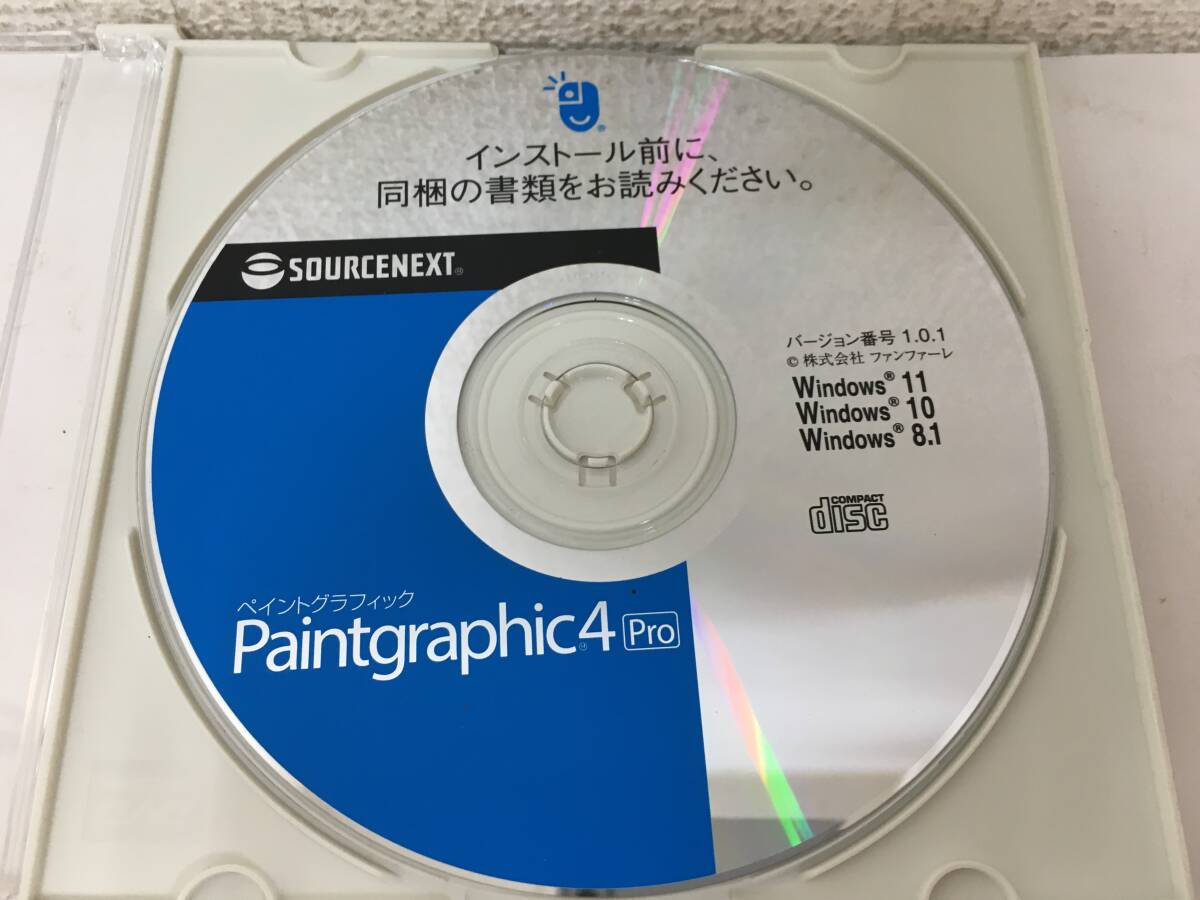 インストール前に、
同梱の書類をお読みください。
SOURCENEXT®
バージョン番号 1.0.1
© 株式会社 ファンファーレ
Windows® 11
Windows® 10
Windows® 8.1
COMPACT
disc
ペイントグラフィック
Paintgraphic®4 Pro